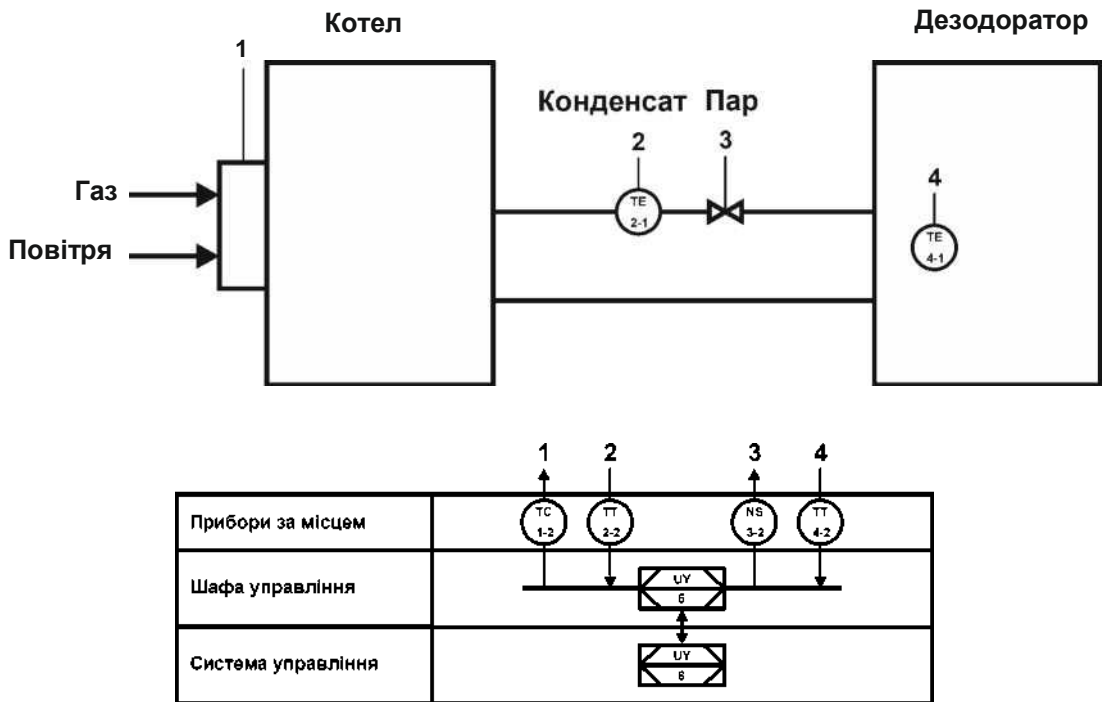 Котел
Дезодоратор
1
Конденсат Пар
2
3
4
Газ
TE
2-1
TE
4-1
Повітря
1
2
3
4
Прибори за місцем
TC
1-2
TT
2-2
NS
3-2
TT
4-2
Шафа управління
UY
6
Система управління
UY
6